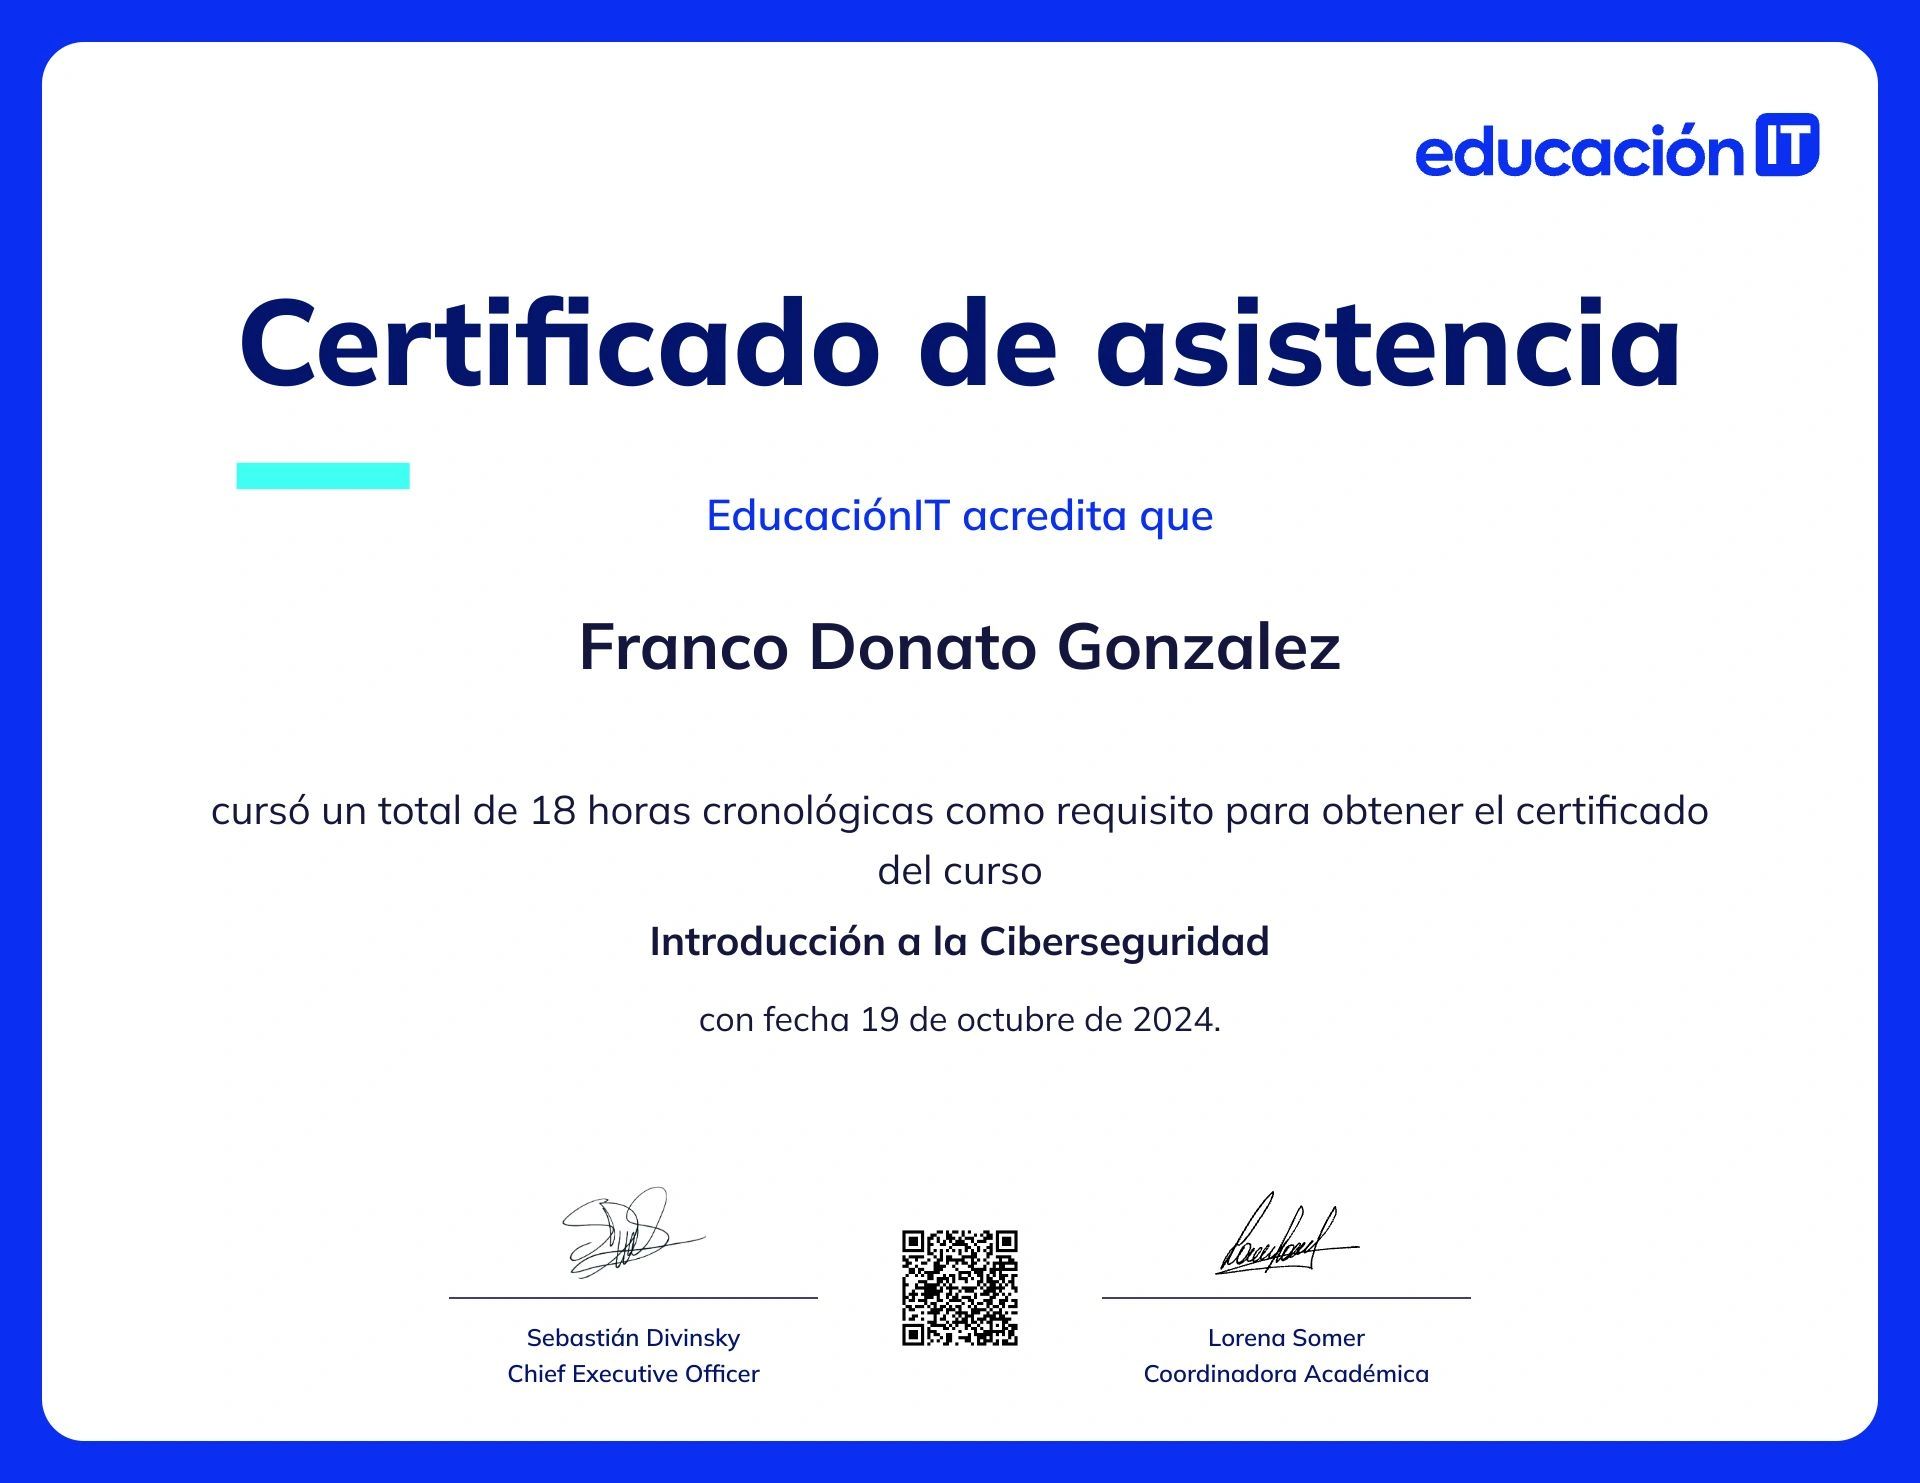 educación IT
Certificado de asistencia
EducaciónIT acredita que
Franco Donato Gonzalez
cursó un total de 18 horas cronológicas como requisito para obtener el certificado
del curso
Introducción a la Ciberseguridad
con fecha 19 de octubre de 2024.
Sebastián Divinsky
Chief Executive Officer
Lorena Somer
Coordinadora Académica